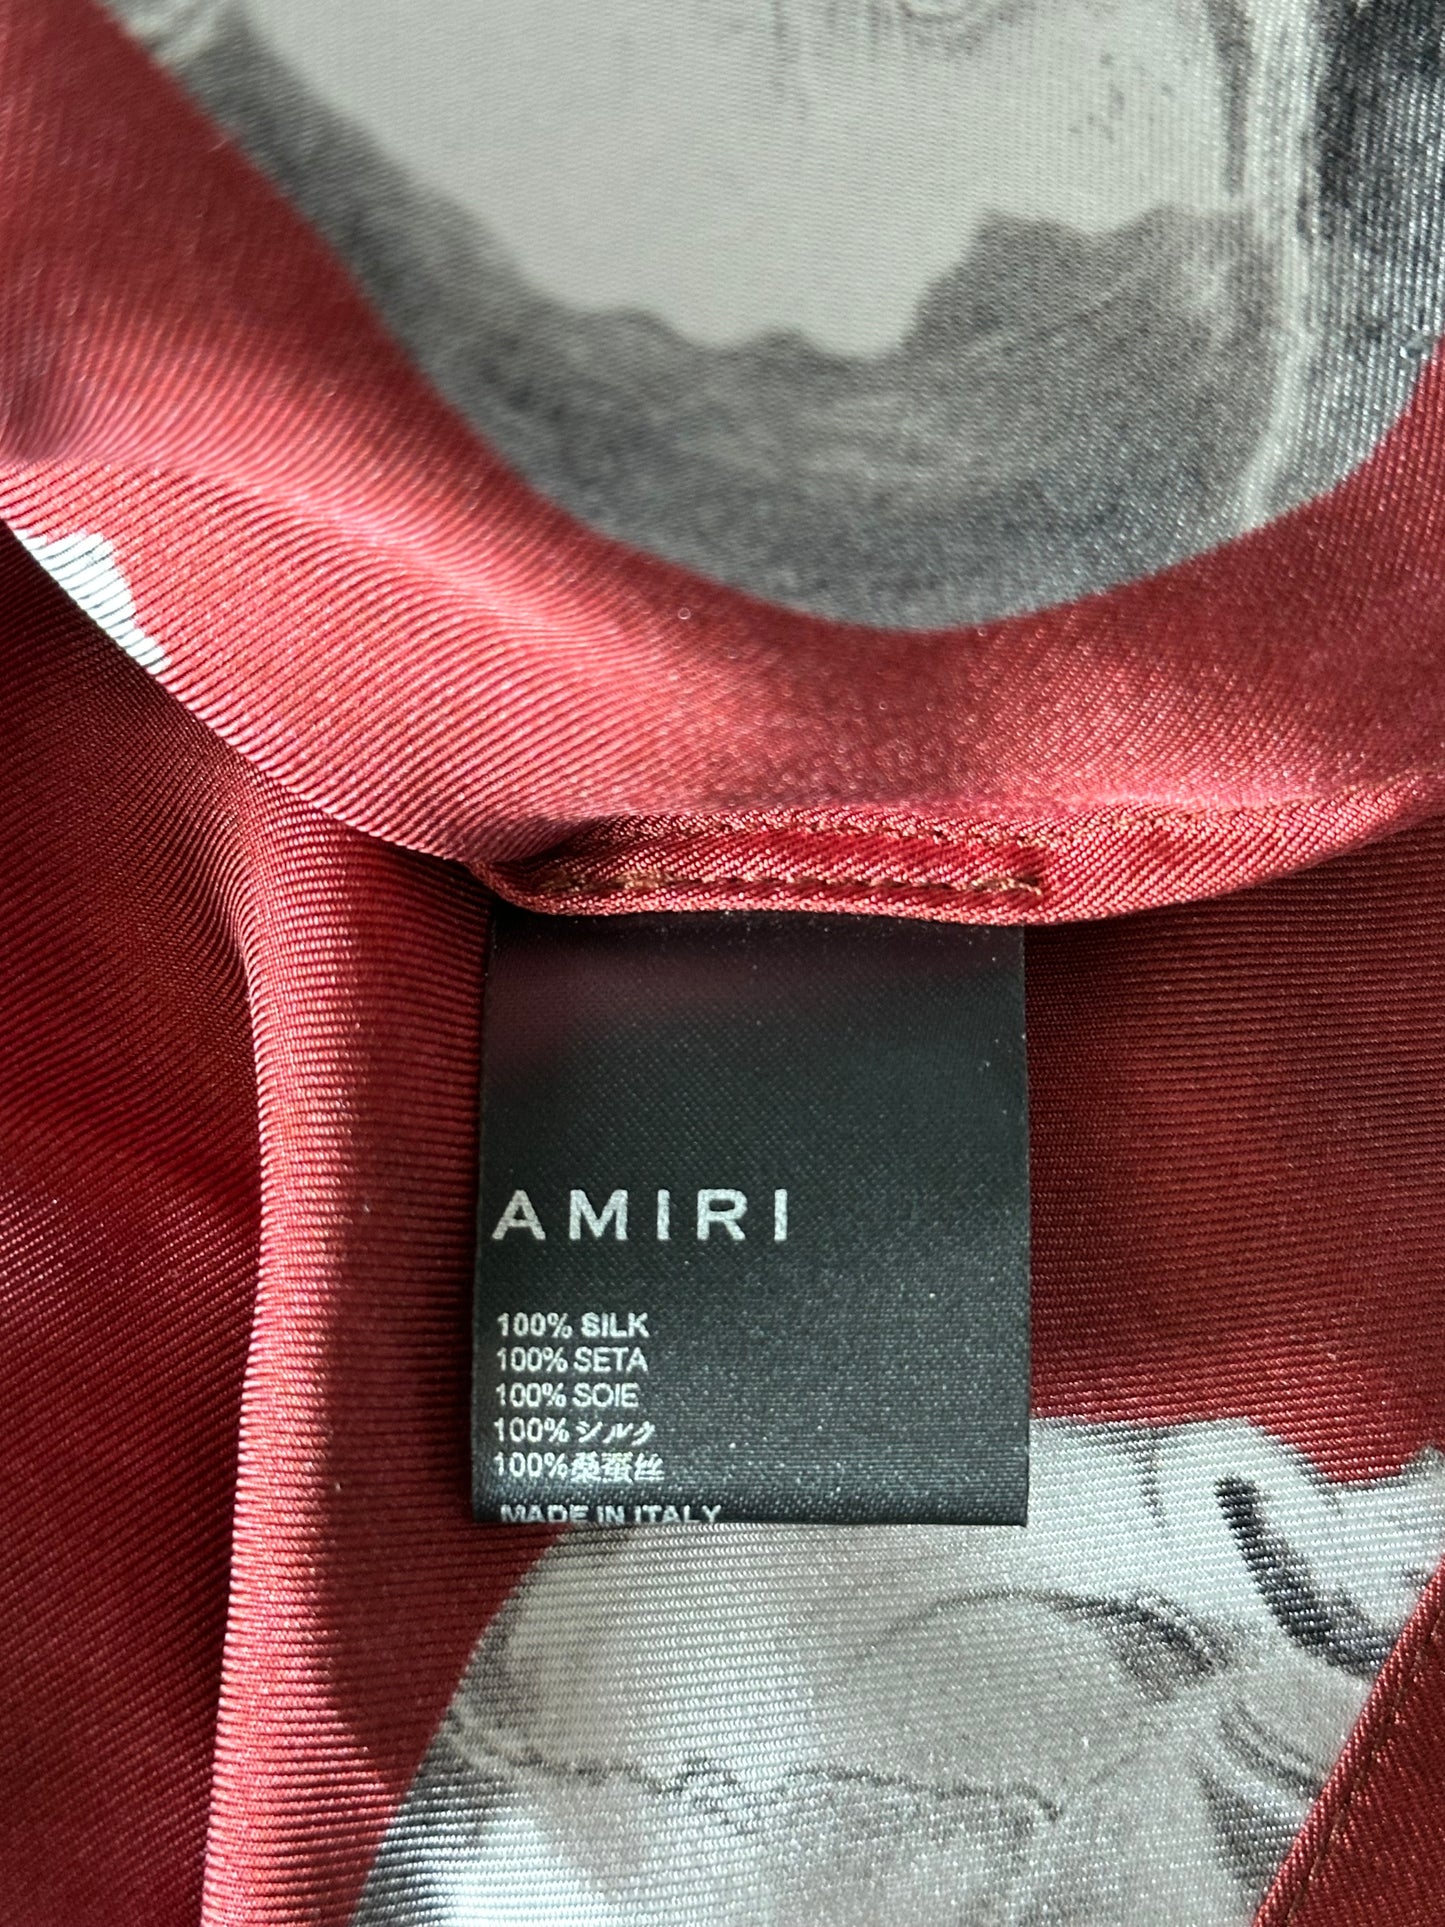 AMIRI
100% SILK
100% SETA
100% SOIE
100% シルク
100%桑蚕丝
MADE IN ITALY